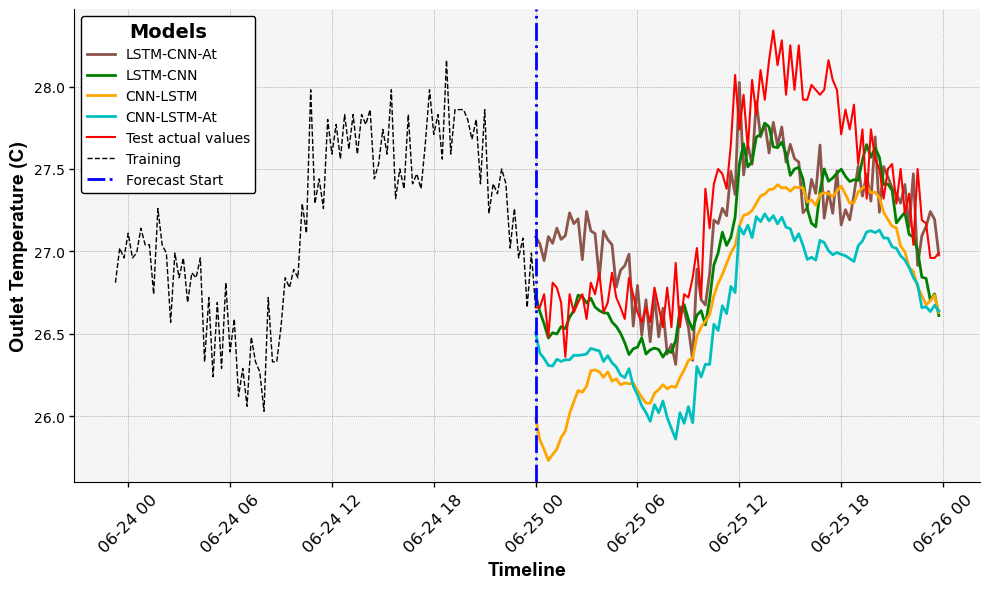 Models
LSTM-CNN-At
LSTM-CNN
CNN-LSTM
CNN-LSTM-At
Test actual values
Training
Forecast Start
Outlet Temperature (C)
28.0
27.5
27.0
26.5
26.0
06-24 00
06-24 06
06-24 12
06-24 18
06-25 00
06-25 06
06-25 12
06-25 18
06-26 00
Timeline